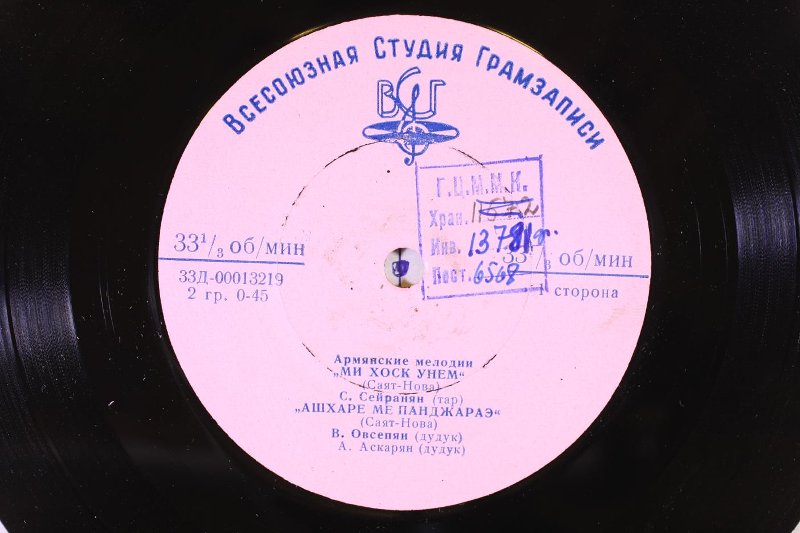 Всесоюзная Студия Грамзаписи
ВСГ
Г.Ц.М.М.К.
Хран.
Инв. 13781
Пост. 6568
33⅓ об/мин
33Д-00013219
2 гр. 0-45
33⅓ об/мин
1 сторона
Армянские мелодии
„МИ ХОСК УНЕМ“
(Саят-Нова)
С. Сейранян (тар)
„АШХАРЕ МЕ ПАНДЖАРАЭ“
(Саят-Нова)
В. Овсепян (дудук)
А. Аскарян (дудук)